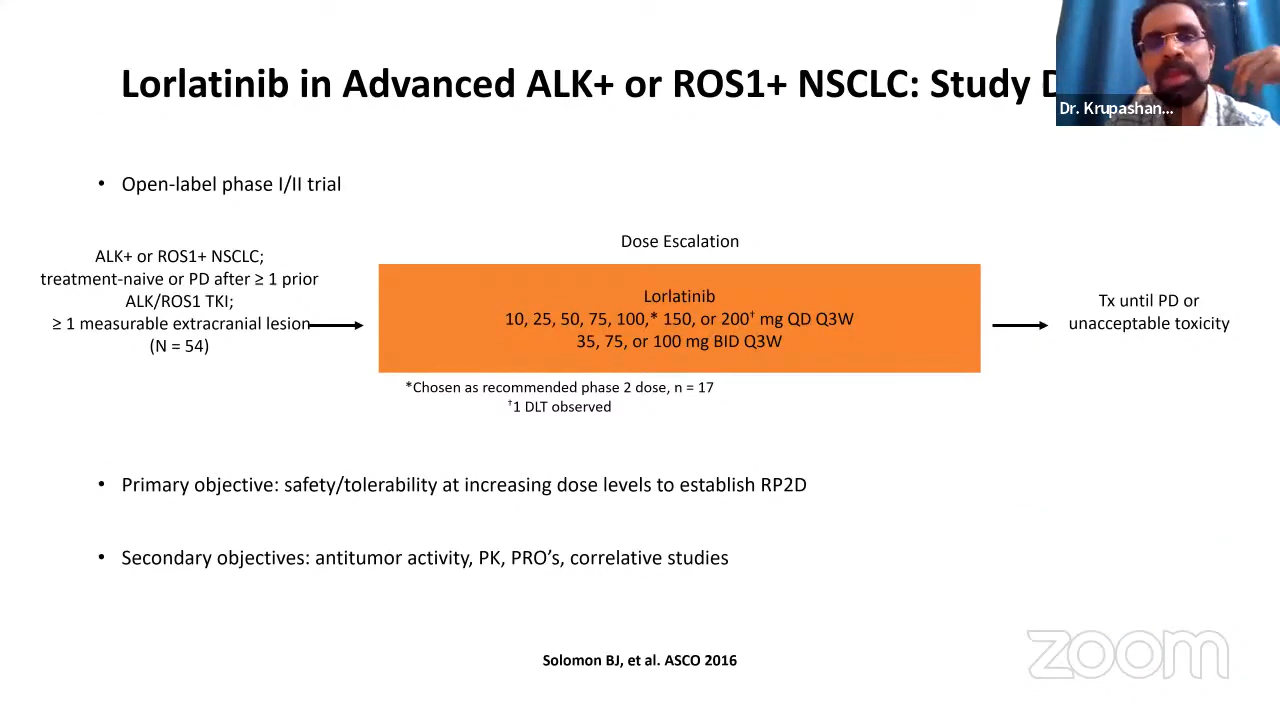 Lorlatinib in Advanced ALK+ or ROS1+ NSCLC: Study
Dr. Krupashan...
• Open-label phase I/II trial
Dose Escalation
ALK+ or ROS1+ NSCLC;
treatment-naive or PD after ≥ 1 prior
ALK/ROS1 TKI;
≥ 1 measurable extracranial lesion
(N = 54)
Lorlatinib
10, 25, 50, 75, 100,* 150, or 200† mg QD Q3W
35, 75, or 100 mg BID Q3W
Tx until PD or
unacceptable toxicity
*Chosen as recommended phase 2 dose, n = 17
†1 DLT observed
• Primary objective: safety/tolerability at increasing dose levels to establish RP2D
• Secondary objectives: antitumor activity, PK, PRO’s, correlative studies
Solomon BJ, et al. ASCO 2016
zoom